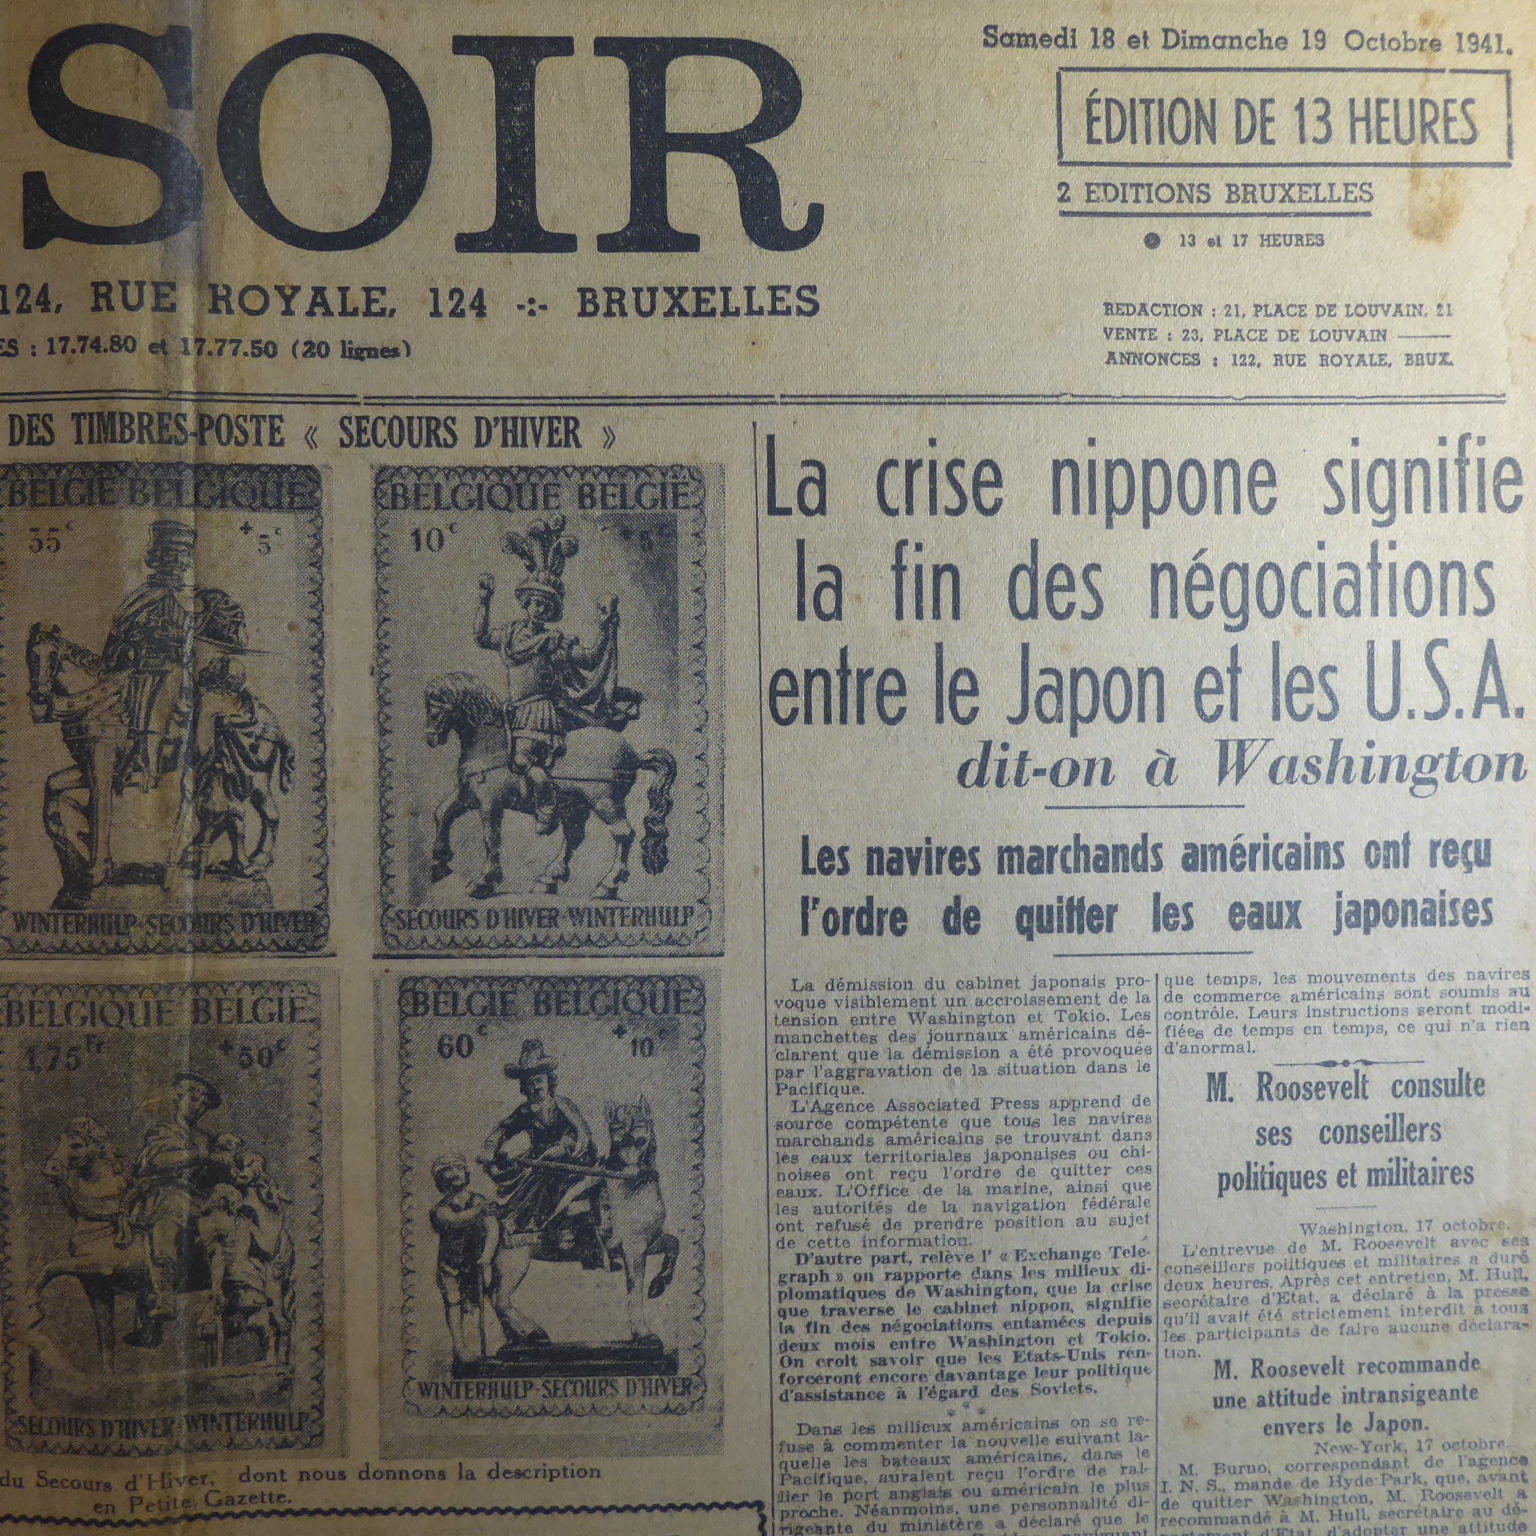 SOIR
Samedi 18 et Dimanche 19 Octobre 1941.
ÉDITION DE 13 HEURES
2 EDITIONS BRUXELLES
13 et 17 HEURES
124, RUE ROYALE, 124 -:- BRUXELLES
ES : 17.74.80 et 17.77.50 (20 lignes)
REDACTION : 21, PLACE DE LOUVAIN, 21
VENTE : 23, PLACE DE LOUVAIN
ANNONCES : 122, RUE ROYALE, BRUX.
DES TIMBRES-POSTE « SECOURS D'HIVER »
BELGIE BELGIQUE
35c +5c
WINTERHULP-SECOURS D'HIVER
BELGIQUE BELGIË
10c +5c
SECOURS D'HIVER-WINTERHULP
BELGIQUE BELGIË
1,75Fr +50c
SECOURS D'HIVER-WINTERHULP
BELGIE BELGIQUE
60c +10c
WINTERHULP-SECOURS D'HIVER
du Secours d'Hiver, dont nous donnons la description
en Petite Gazette.
La crise nippone signifie
la fin des négociations
entre le Japon et les U.S.A.
dit-on à Washington
Les navires marchands américains ont reçu
l'ordre de quitter les eaux japonaises
La démission du cabinet japonais pro-
voque visiblement un accroissement de la
tension entre Washington et Tokio. Les
manchettes des journaux américains dé-
clarent que la démission a été provoquée
par l'aggravation de la situation dans le
Pacifique.
L'Agence Associated Press apprend de
source compétente que tous les navires
marchands américains se trouvant dans
les eaux territoriales japonaises ou chi-
noises ont reçu l'ordre de quitter ces
eaux. L'Office de la marine, ainsi que
les autorités de la navigation fédérale
ont refusé de prendre position au sujet
de cette information.
D'autre part, relève l' « Exchange Tele-
graph » on rapporte dans les milieux di-
plomatiques de Washington, que la crise
que traverse le cabinet nippon, signifie
la fin des négociations entamées depuis
deux mois entre Washington et Tokio.
On croit savoir que les Etats-Unis ren-
forceront encore davantage leur politique
d'assistance à l'égard des Soviets.
Dans les milieux américains on se re-
fuse à commenter la nouvelle suivant la-
quelle les bateaux américains, dans le
Pacifique, auraient reçu l'ordre de ral-
lier le port anglais ou américain le plus
proche. Néanmoins, une personnalité di-
rigeante du ministère a déclaré que le
que temps, les mouvements des navires
de commerce américains sont soumis au
contrôle. Leurs instructions seront modi-
fiées de temps en temps, ce qui n'a rien
d'anormal.
M. Roosevelt consulte
ses conseillers
politiques et militaires
Washington, 17 octobre.
L'entrevue de M. Roosevelt avec ses
conseillers politiques et militaires a duré
deux heures. Après cet entretien, M. Hull,
secrétaire d'Etat, a déclaré à la presse
qu'il avait été strictement interdit à tous
les participants de faire aucune déclara-
tion.
M. Roosevelt recommande
une attitude intransigeante
envers le Japon.
New-York, 17 octobre.
M. Burno, correspondant de l'agence
I. N. S., mande de Hyde-Park, que, avant
de quitter Washington, M. Roosevelt a
recommandé à M. Hull, secrétaire au dé-
partement d'Etat, d'adopter une attitude